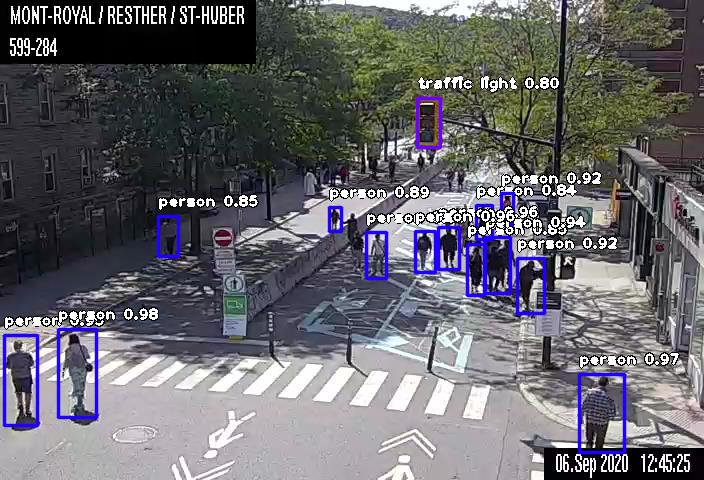 MONT-ROYAL / RESTHER / ST-HUBER
599-284
traffic light 0.80
person 0.92
person 0.84
person 0.85
person 0.89
person 0.92
person 0.98
person 0.97
06.Sep 2020 12:45:25